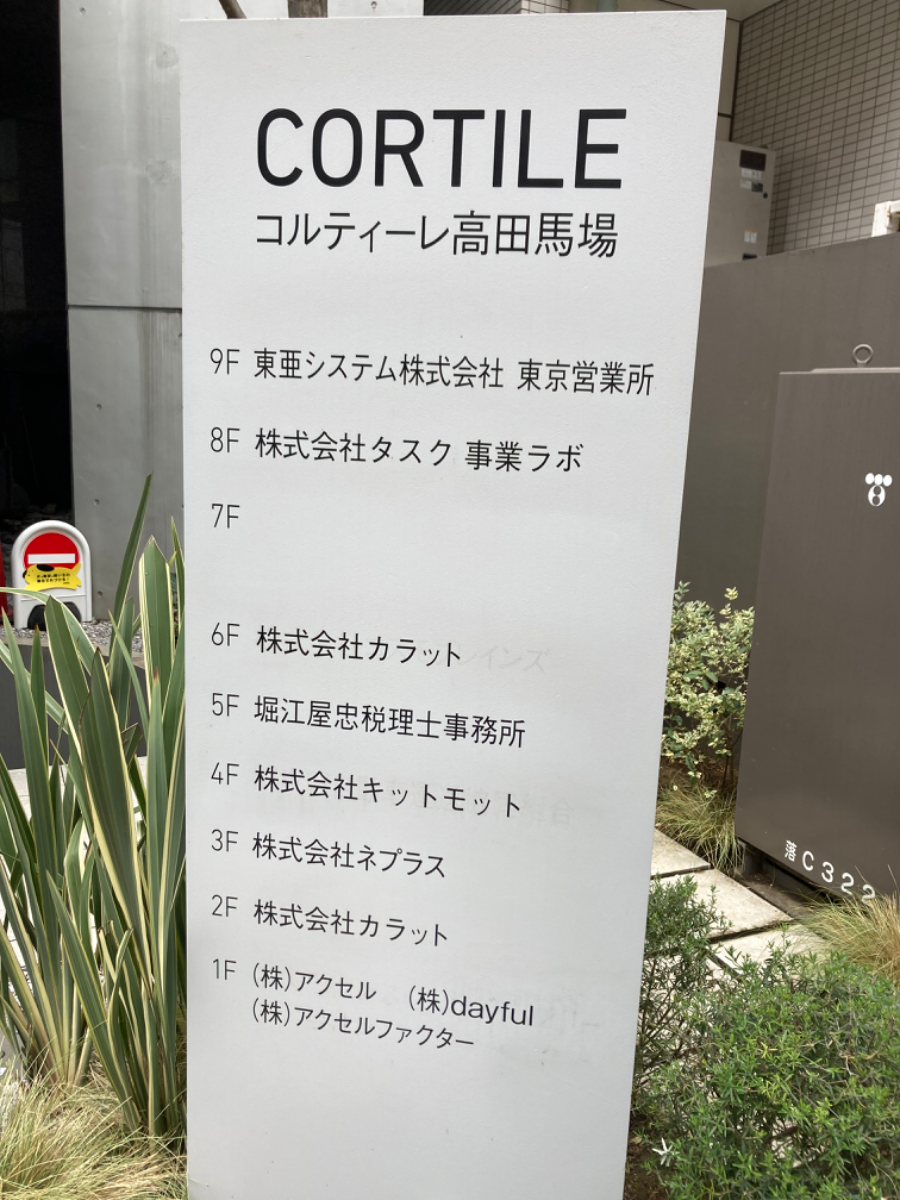 CORTILE
コルティーレ高田馬場
9F 東亜システム株式会社 東京営業所
8F 株式会社タスク 事業ラボ
7F
6F 株式会社カラット
5F 堀江屋忠税理士事務所
4F 株式会社キットモット
3F 株式会社ネプラス
2F 株式会社カラット
1F (株)アクセル (株)dayful
(株)アクセルファクター
落C322